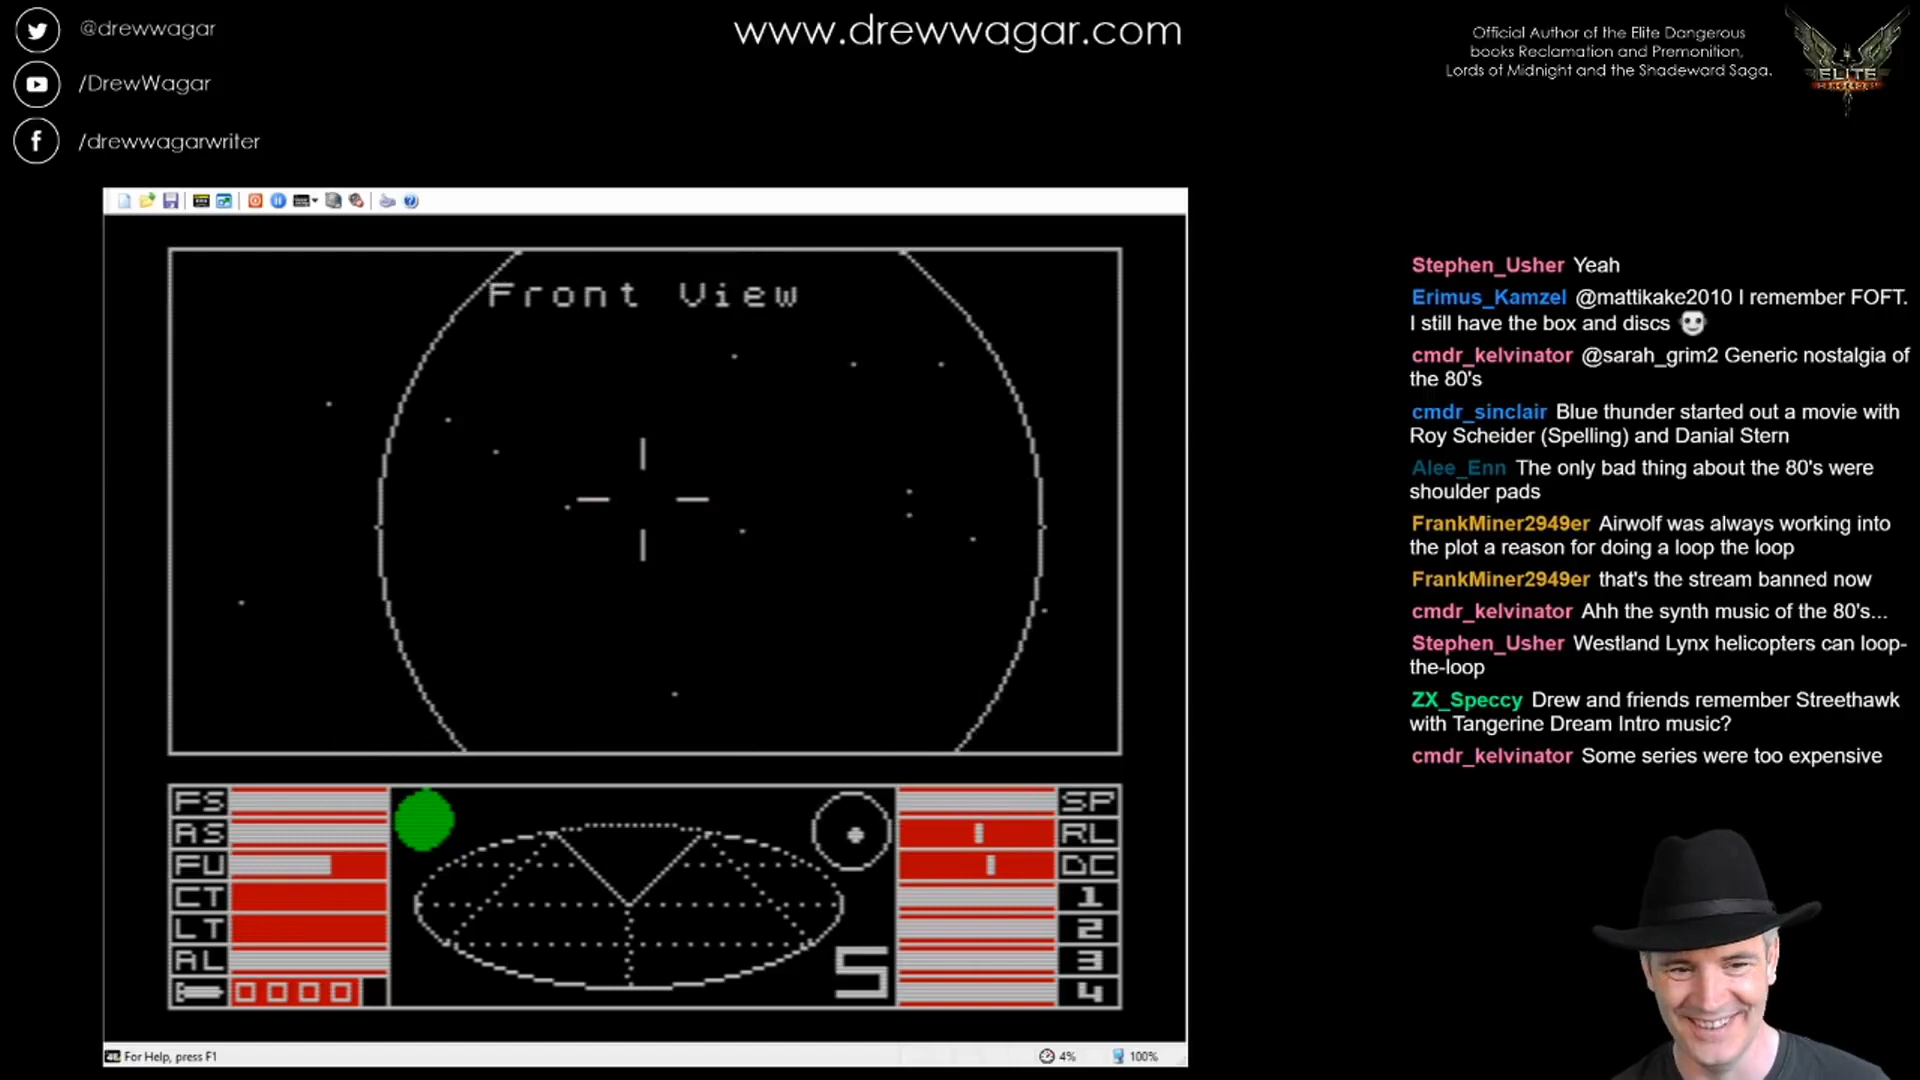 @drewwagar
/DrewWagar
/drewwagarwriter
www.drewwagar.com
Official Author of the Elite Dangerous
books Reclamation and Premonition,
Lords of Midnight and the Shadeward Saga.
ELITE
Front View
FS
AS
FU
CT
LT
AL
S
SP
RL
DC
1
2
3
4
For Help, press F1
4%
100%
Stephen_Usher Yeah
Erimus_Kamzel @mattikake2010 I remember FOFT.
I still have the box and discs
cmdr_kelvinator @sarah_grim2 Generic nostalgia of
the 80's
cmdr_sinclair Blue thunder started out a movie with
Roy Scheider (Spelling) and Danial Stern
Alee_Enn The only bad thing about the 80's were
shoulder pads
FrankMiner2949er Airwolf was always working into
the plot a reason for doing a loop the loop
FrankMiner2949er that's the stream banned now
cmdr_kelvinator Ahh the synth music of the 80's...
Stephen_Usher Westland Lynx helicopters can loop-
the-loop
ZX_Speccy Drew and friends remember Streethawk
with Tangerine Dream Intro music?
cmdr_kelvinator Some series were too expensive